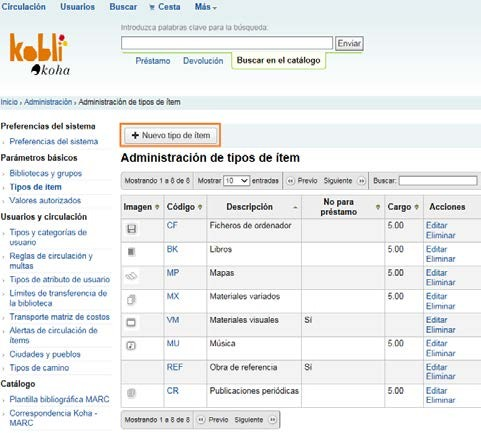 Circulación Usuarios Buscar Cesta Más
kobli
koha
Introduzca palabras clave para la búsqueda:
Enviar
Préstamo Devolución Buscar en el catálogo
Inicio › Administración › Administración de tipos de ítem
Preferencias del sistema
Preferencias del sistema
Parámetros básicos
Bibliotecas y grupos
Tipos de ítem
Valores autorizados
Usuarios y circulación
Tipos y categorías de
usuario
Reglas de circulación y
multas
Tipos de atributo de usuario
Límites de transferencia de
la biblioteca
Transporte matriz de costos
Alertas de circulación de
ítems
Ciudades y pueblos
Tipos de camino
Catálogo
Plantilla bibliográfica MARC
Correspondencia Koha -
MARC
+ Nuevo tipo de ítem
Administración de tipos de ítem
Mostrando 1 a 8 de 8 Mostrar 10 entradas Previo Siguiente Buscar:
Imagen Código Descripción No para préstamo Cargo Acciones
CF Ficheros de ordenador 5.00 Editar
Eliminar
BK Libros 5.00 Editar
Eliminar
MP Mapas 5.00 Editar
Eliminar
MX Materiales variados 5.00 Editar
Eliminar
VM Materiales visuales Sí Editar
Eliminar
MU Música 5.00 Editar
Eliminar
REF Obra de referencia Sí Editar
Eliminar
CR Publicaciones periódicas 5.00 Editar
Eliminar
Mostrando 1 a 8 de 8 Previo Siguiente